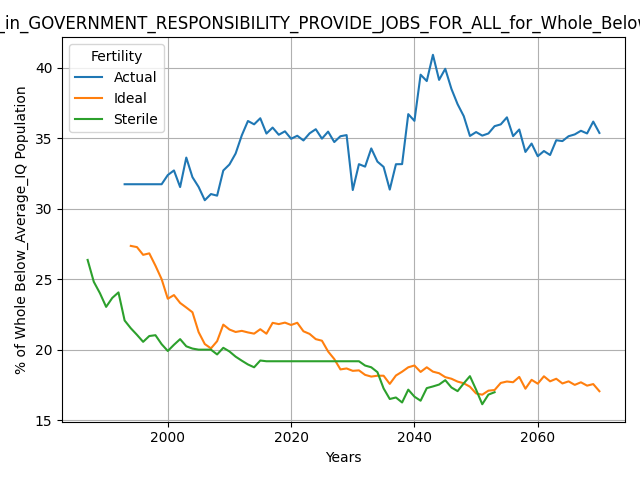 _in_GOVERNMENT_RESPONSIBILITY_PROVIDE_JOBS_FOR_ALL_for_Whole_Below
Fertility
Actual
Ideal
Sterile
% of Whole Below_Average_IQ Population
40
35
30
25
20
15
2000
2020
2040
2060
Years